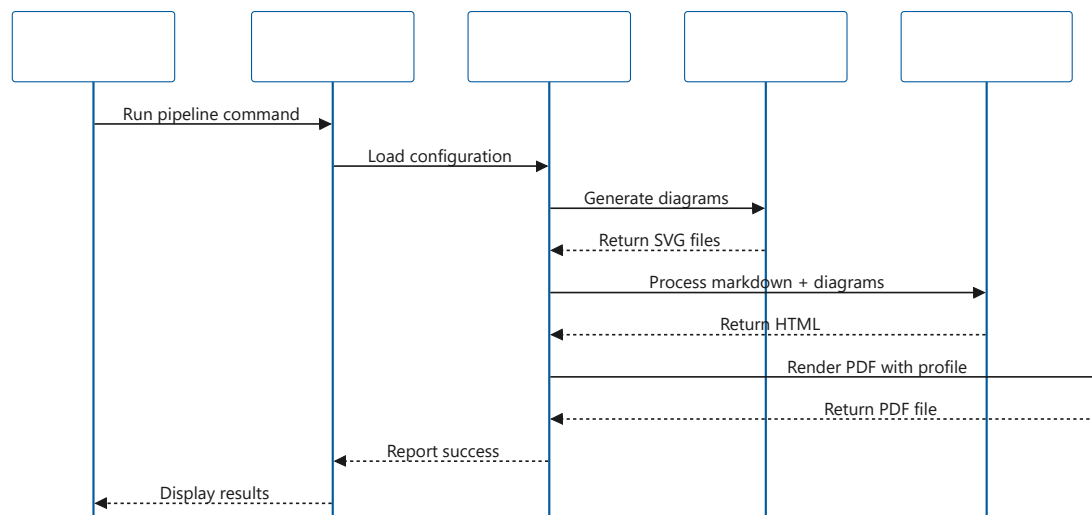 Run pipeline command
Load configuration
Generate diagrams
Return SVG files
Process markdown + diagrams
Return HTML
Render PDF with profile
Return PDF file
Report success
Display results